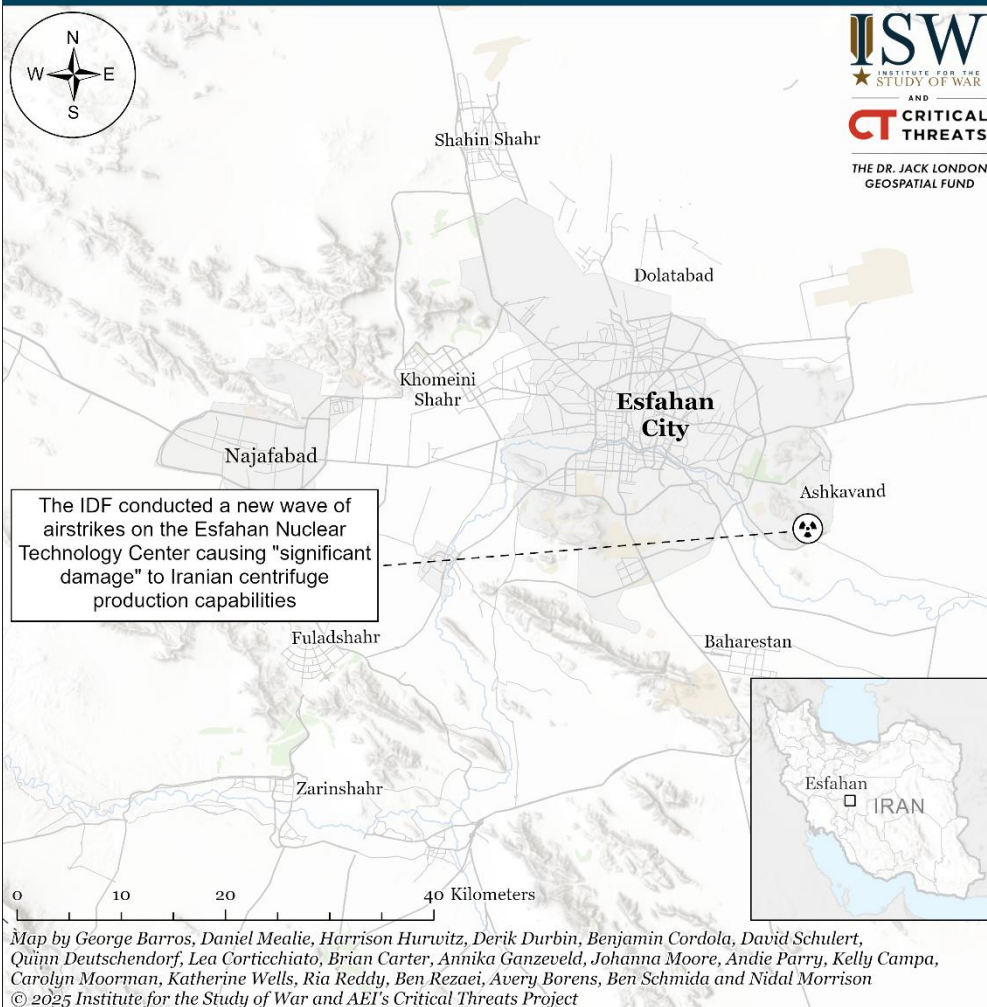 N
W
E
S
ISW
INSTITUTE FOR THE
STUDY OF WAR
AND
CT CRITICAL
THREATS
THE DR. JACK LONDON
GEOSPATIAL FUND
Shahin Shahr
Dolatabad
Khomeini
Shahr
Esfahan
City
Najafabad
Ashkavand
The IDF conducted a new wave of
airstrikes on the Esfahan Nuclear
Technology Center causing "significant
damage" to Iranian centrifuge
production capabilities
Fuladshahr
Baharestan
Zarinshahr
Esfahan
IRAN
0 10 20 40 Kilometers
Map by George Barros, Daniel Mealie, Harrison Hurwitz, Derik Durbin, Benjamin Cordola, David Schulert,
Quinn Deutschendorf, Lea Corticchiato, Brian Carter, Annika Ganzeveld, Johanna Moore, Andie Parry, Kelly Campa,
Carolyn Moorman, Katherine Wells, Ria Reddy, Ben Rezaei, Avery Borens, Ben Schmida and Nidal Morrison
© 2025 Institute for the Study of War and AEI's Critical Threats Project